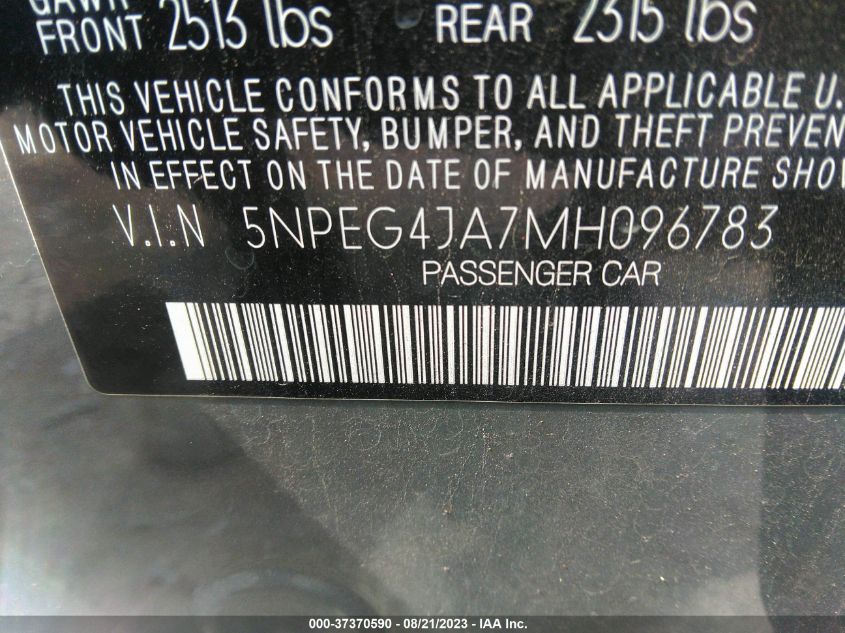 GAWR
FRONT 2513 lbs REAR 2315 lbs
THIS VEHICLE CONFORMS TO ALL APPLICABLE U.
MOTOR VEHICLE SAFETY, BUMPER, AND THEFT PREVEN
IN EFFECT ON THE DATE OF MANUFACTURE SHO
V.I.N 5NPEG4JA7MH096783
PASSENGER CAR
000-37370590 - 08/21/2023 - IAA Inc.